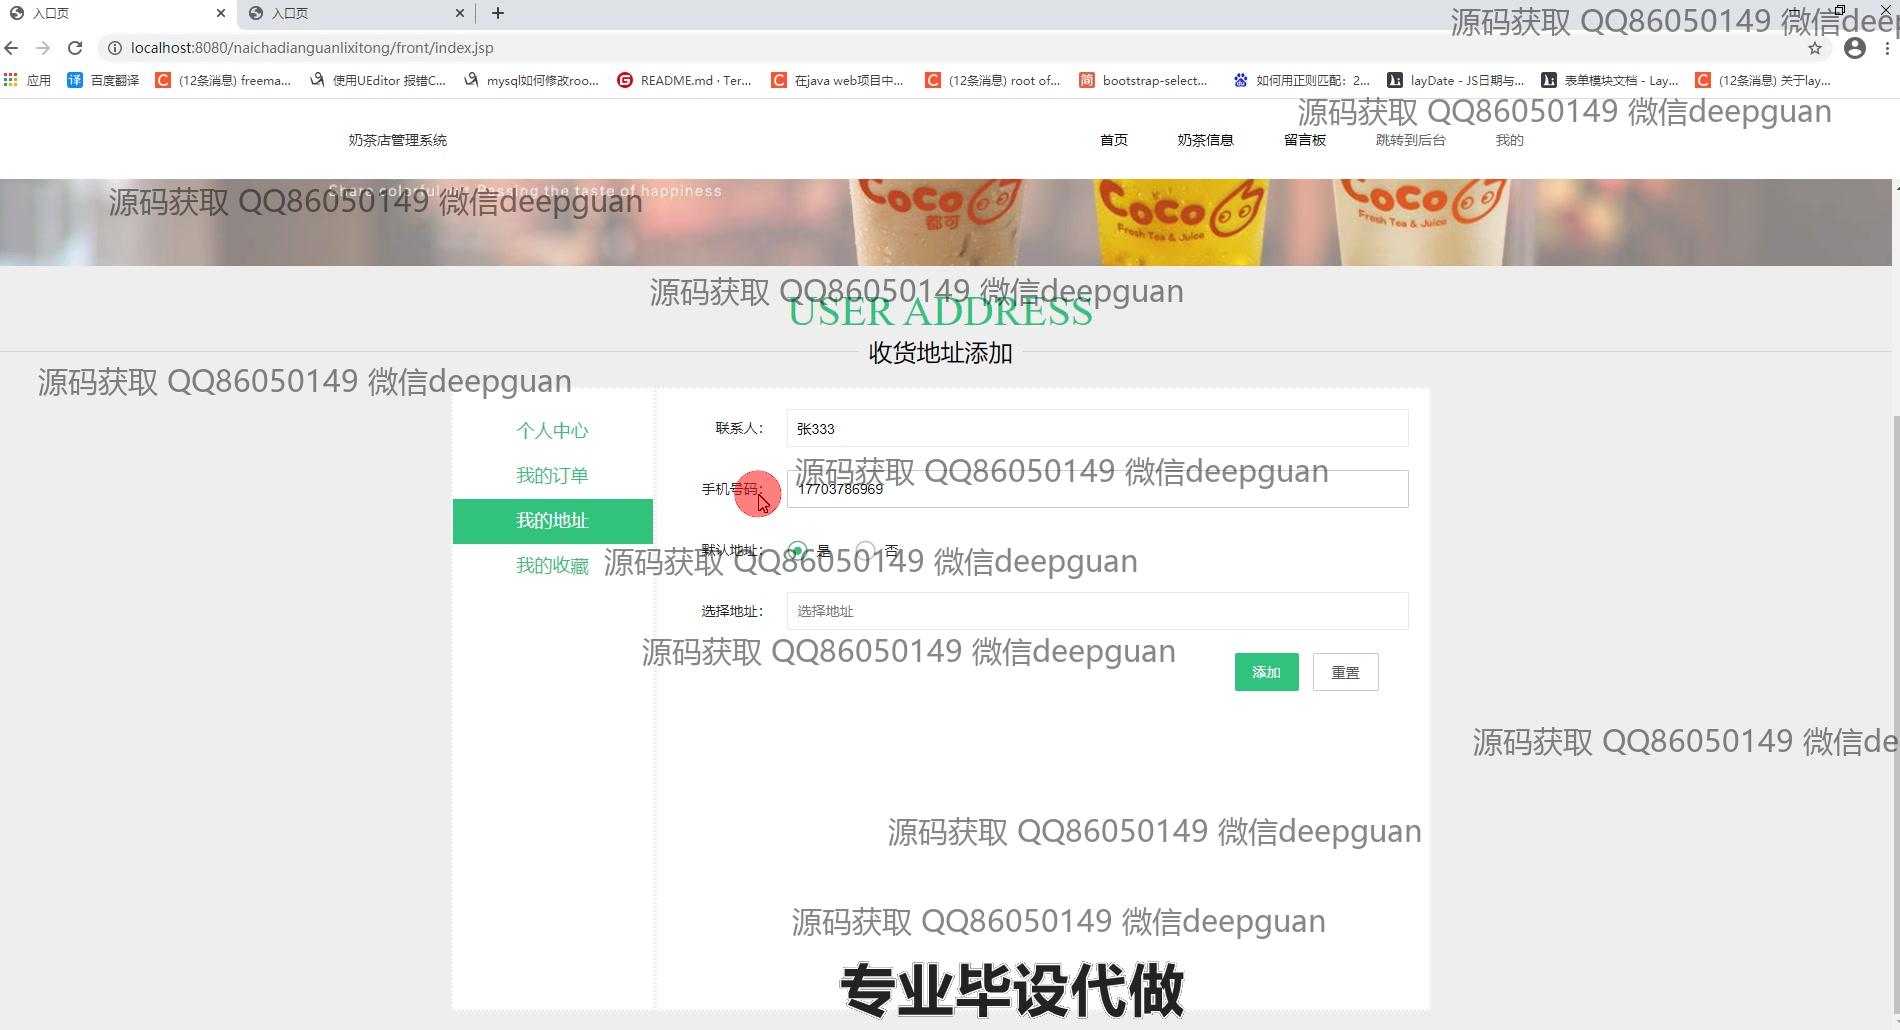 入口页
入口页
源码获取 QQ86050149 微信deep
localhost:8080/naichadianguanlixitong/front/index.jsp
应用
百度翻译
(12条消息) freema...
使用UEditor 报错C...
mysql如何修改roo...
README.md · Ter...
在java web项目中...
(12条消息) root of...
bootstrap-select...
如何用正则匹配：2...
layDate - JS日期与...
表单模块文档 - Lay...
(12条消息) 关于lay...
源码获取 QQ86050149 微信deepguan
奶茶店管理系统
首页
奶茶信息
留言板
跳转到后台
我的
Passing the taste of happiness
源码获取 QQ86050149 微信deepguan
CoCo
都可
CoCo
Fresh Tea & Juice
CoCo
Fresh Tea & Juice
源码获取 QQ86050149 微信deepguan
USER ADDRESS
收货地址添加
源码获取 QQ86050149 微信deepguan
个人中心
我的订单
我的地址
我的收藏
联系人：
张333
源码获取 QQ86050149 微信deepguan
手机号码：
17703786969
默认地址：
是
否
源码获取 QQ86050149 微信deepguan
选择地址：
选择地址
源码获取 QQ86050149 微信deepguan
添加
重置
源码获取 QQ86050149 微信de
源码获取 QQ86050149 微信deepguan
源码获取 QQ86050149 微信deepguan
专业毕设代做